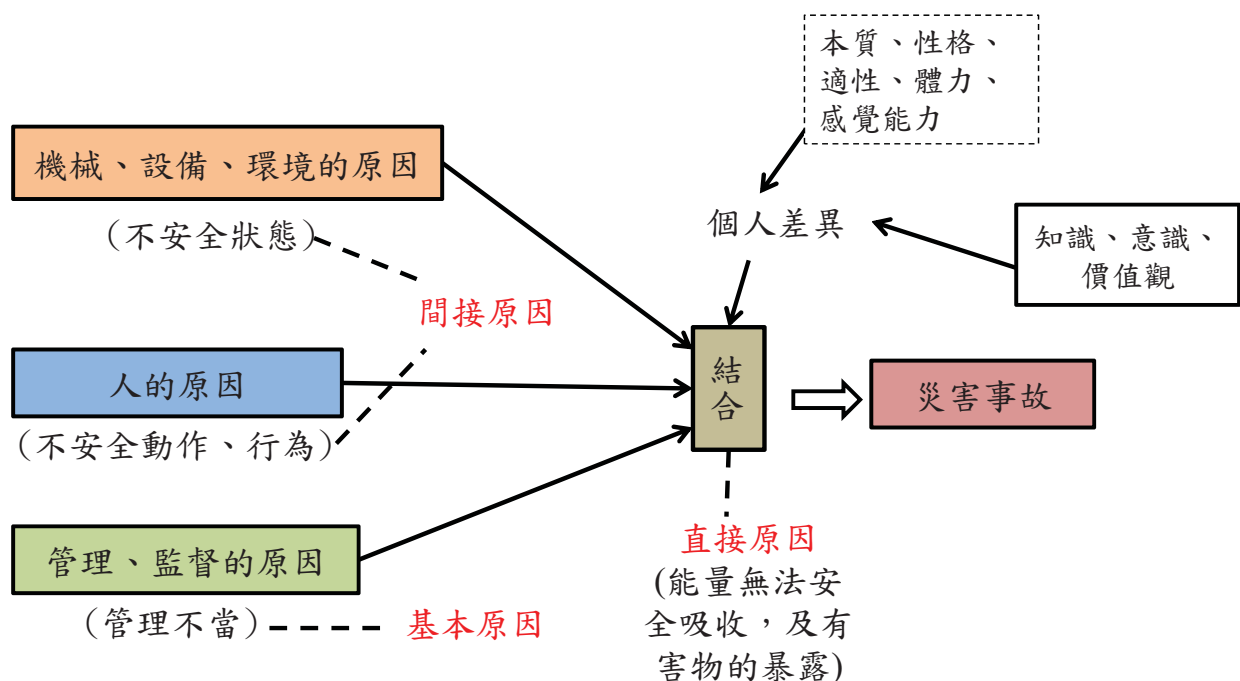 本質、性格、
適性、體力、
感覺能力
機械、設備、環境的原因
（不安全狀態）
個人差異
知識、意識、
價值觀
間接原因
人的原因
（不安全動作、行為）
結
合
災害事故
管理、監督的原因
（管理不當）
基本原因
直接原因
(能量無法安
全吸收，及有
害物的暴露)